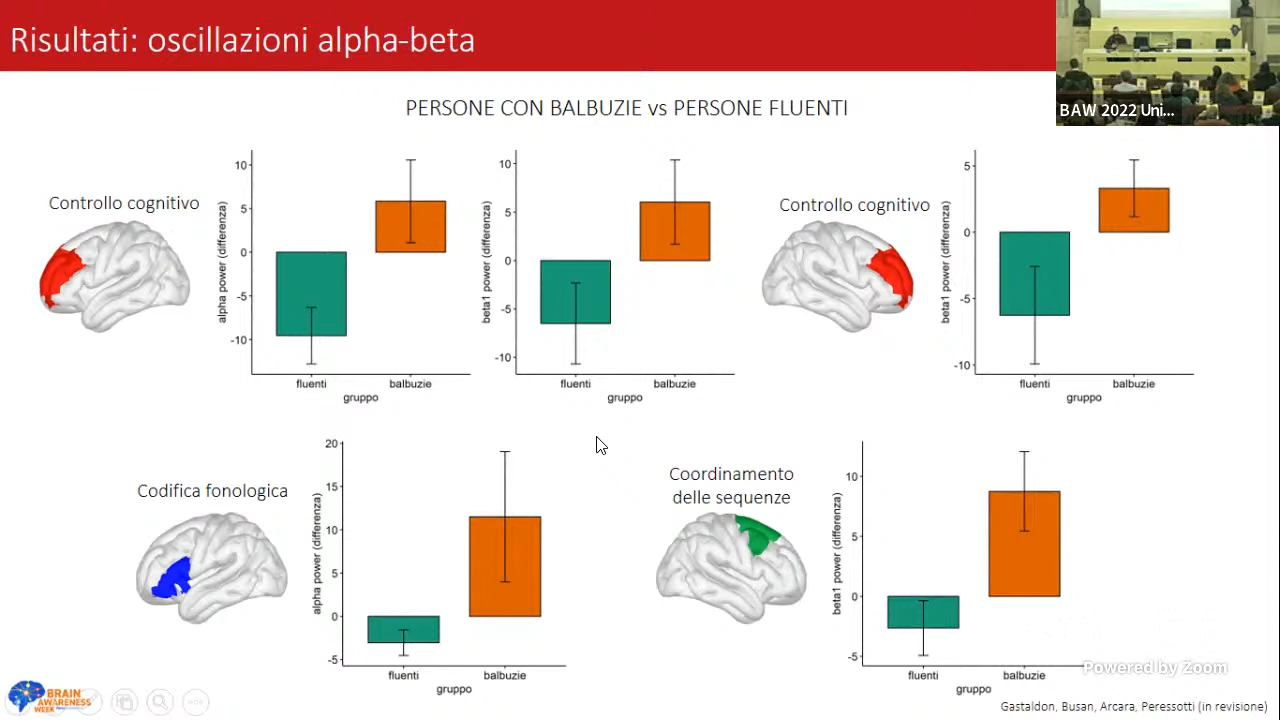 Risultati: oscillazioni alpha-beta
BAW 2022 Uni...
PERSONE CON BALBUZIE vs PERSONE FLUENTI
Controllo cognitivo
alpha power (differenza)
10
5
0
-5
-10
fluenti
balbuzie
gruppo
beta1 power (differenza)
10
5
0
-5
-10
fluenti
balbuzie
gruppo
Controllo cognitivo
beta1 power (differenza)
5
0
-5
-10
fluenti
balbuzie
gruppo
Codifica fonologica
alpha power (differenza)
20
15
10
5
0
-5
fluenti
balbuzie
gruppo
Coordinamento
delle sequenze
beta1 power (differenza)
10
5
0
-5
fluenti
balbuzie
gruppo
Powered by Zoom
BRAIN
AWARENESS
WEEK
Gastaldon, Busan, Arcara, Peressotti (in revisione)